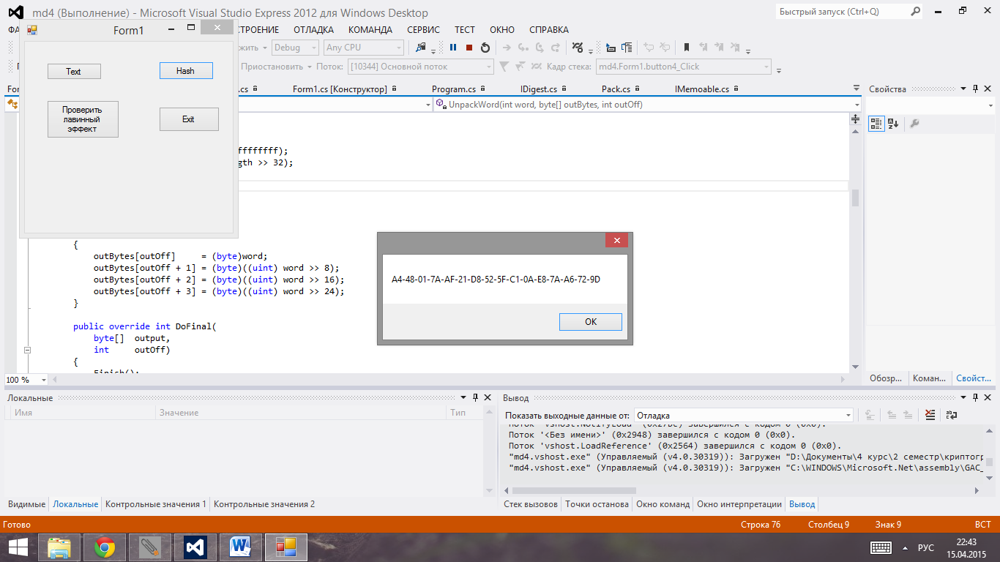 md4 (Выполнение) - Microsoft Visual Studio Express 2012 для Windows Desktop
Быстрый запуск (Ctrl+Q)
Form1
ОТЛАДКА КОМАНДА СЕРВИС ТЕСТ ОКНО СПРАВКА
Debug Any CPU
Приостановить Поток: [10344] Основной поток Кадр стека: md4.Form1.button4_Click
Text
Hash
Проверить
лавинный
эффект
Exit
.cs Form1.cs [Конструктор] Program.cs IDigest.cs Pack.cs IMemoable.cs
Свойства
UnpackWord(int word, byte[] outBytes, int outOff)
ffffffff);
gth >> 32);
{
outBytes[outOff] = (byte)word;
outBytes[outOff + 1] = (byte)((uint) word >> 8);
outBytes[outOff + 2] = (byte)((uint) word >> 16);
outBytes[outOff + 3] = (byte)((uint) word >> 24);
}
public override int DoFinal(
byte[] output,
int outOff)
{
Finish();
A4-48-01-7A-AF-21-D8-52-5F-C1-0A-E8-7A-A6-72-9D
OK
100 %
Обозр... Коман... Свойст...
Локальные
Имя Значение Тип
Видимые Локальные Контрольные значения 1 Контрольные значения 2
Вывод
Показать выходные данные от: Отладка
Поток 'vshost.NotifyLoad' (0x27bc) завершился с кодом 0 (0x0).
Поток '<Без имени>' (0x2948) завершился с кодом 0 (0x0).
Поток 'vshost.LoadReference' (0x2564) завершился с кодом 0 (0x0).
"md4.vshost.exe" (Управляемый (v4.0.30319)): Загружен "D:\Документы\4 курс\2 семестр\криптогр
"md4.vshost.exe" (Управляемый (v4.0.30319)): Загружен "C:\WINDOWS\Microsoft.Net\assembly\GAC_
Стек вызовов Точки останова Окно команд Окно интерпретации Вывод
Готово Строка 76 Столбец 9 Знак 9 ВСТ
РУС
22:43
15.04.2015